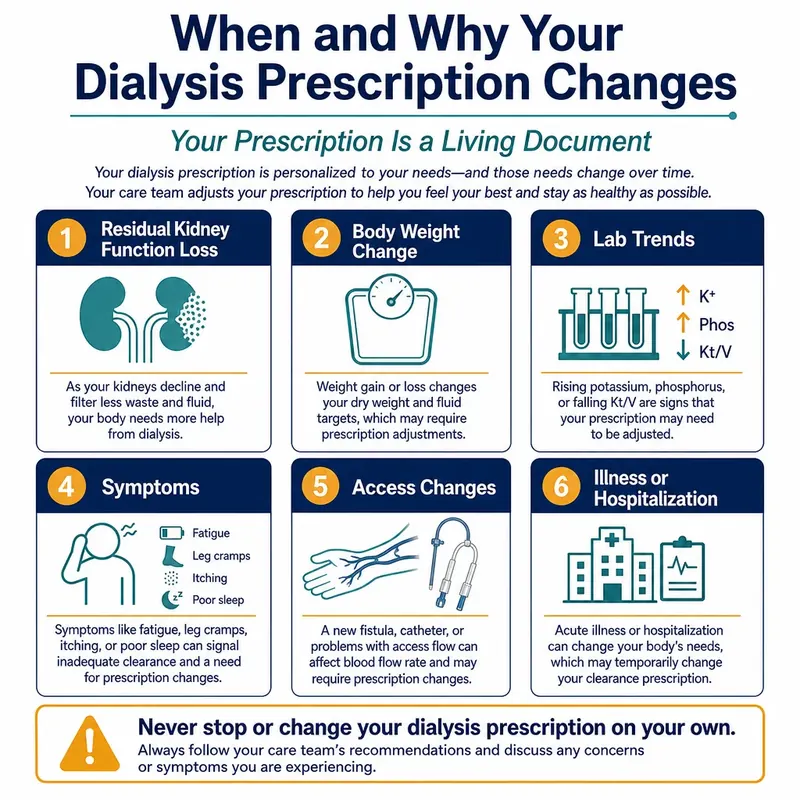 When and Why Your
Dialysis Prescription Changes
Your Prescription Is a Living Document
Your dialysis prescription is personalized to your needs—and those needs change over time.
Your care team adjusts your prescription to help you feel your best and stay as healthy as possible.
1
Residual Kidney
Function Loss
As your kidneys decline and
filter less waste and fluid,
your body needs more help
from dialysis.
2
Body Weight
Change
Weight gain or loss changes
your dry weight and fluid
targets, which may require
prescription adjustments.
3
Lab Trends
↑ K⁺
↑ Phos
↓ Kt/V
Rising potassium, phosphorus,
or falling Kt/V are signs that
your prescription may need
to be adjusted.
4
Symptoms
Fatigue
Leg cramps
Itching
zz
Poor sleep
Symptoms like fatigue, leg cramps,
itching, or poor sleep can signal
inadequate clearance and a need
for prescription changes.
5
Access Changes
A new fistula, catheter, or
problems with access flow can
affect blood flow rate and may
require prescription changes.
6
Illness or
Hospitalization
Acute illness or hospitalization
can change your body's needs,
which may temporarily change
your clearance prescription.
Never stop or change your dialysis prescription on your own.
Always follow your care team's recommendations and discuss any concerns
or symptoms you are experiencing.